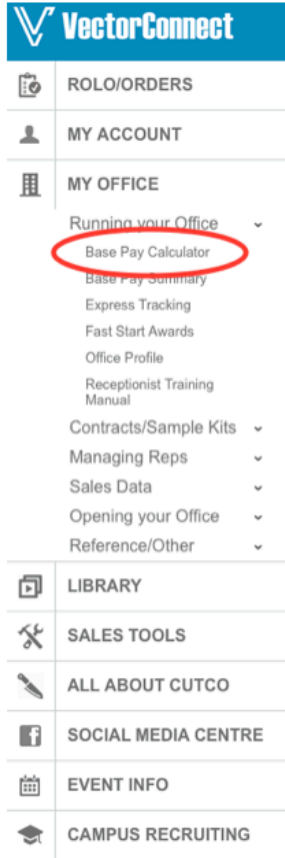 VectorConnect
ROLO/ORDERS
MY ACCOUNT
MY OFFICE
Running your Office
Base Pay Calculator
Base Pay Summary
Express Tracking
Fast Start Awards
Office Profile
Receptionist Training
Manual
Contracts/Sample Kits
Managing Reps
Sales Data
Opening your Office
Reference/Other
LIBRARY
SALES TOOLS
ALL ABOUT CUTCO
SOCIAL MEDIA CENTRE
EVENT INFO
CAMPUS RECRUITING